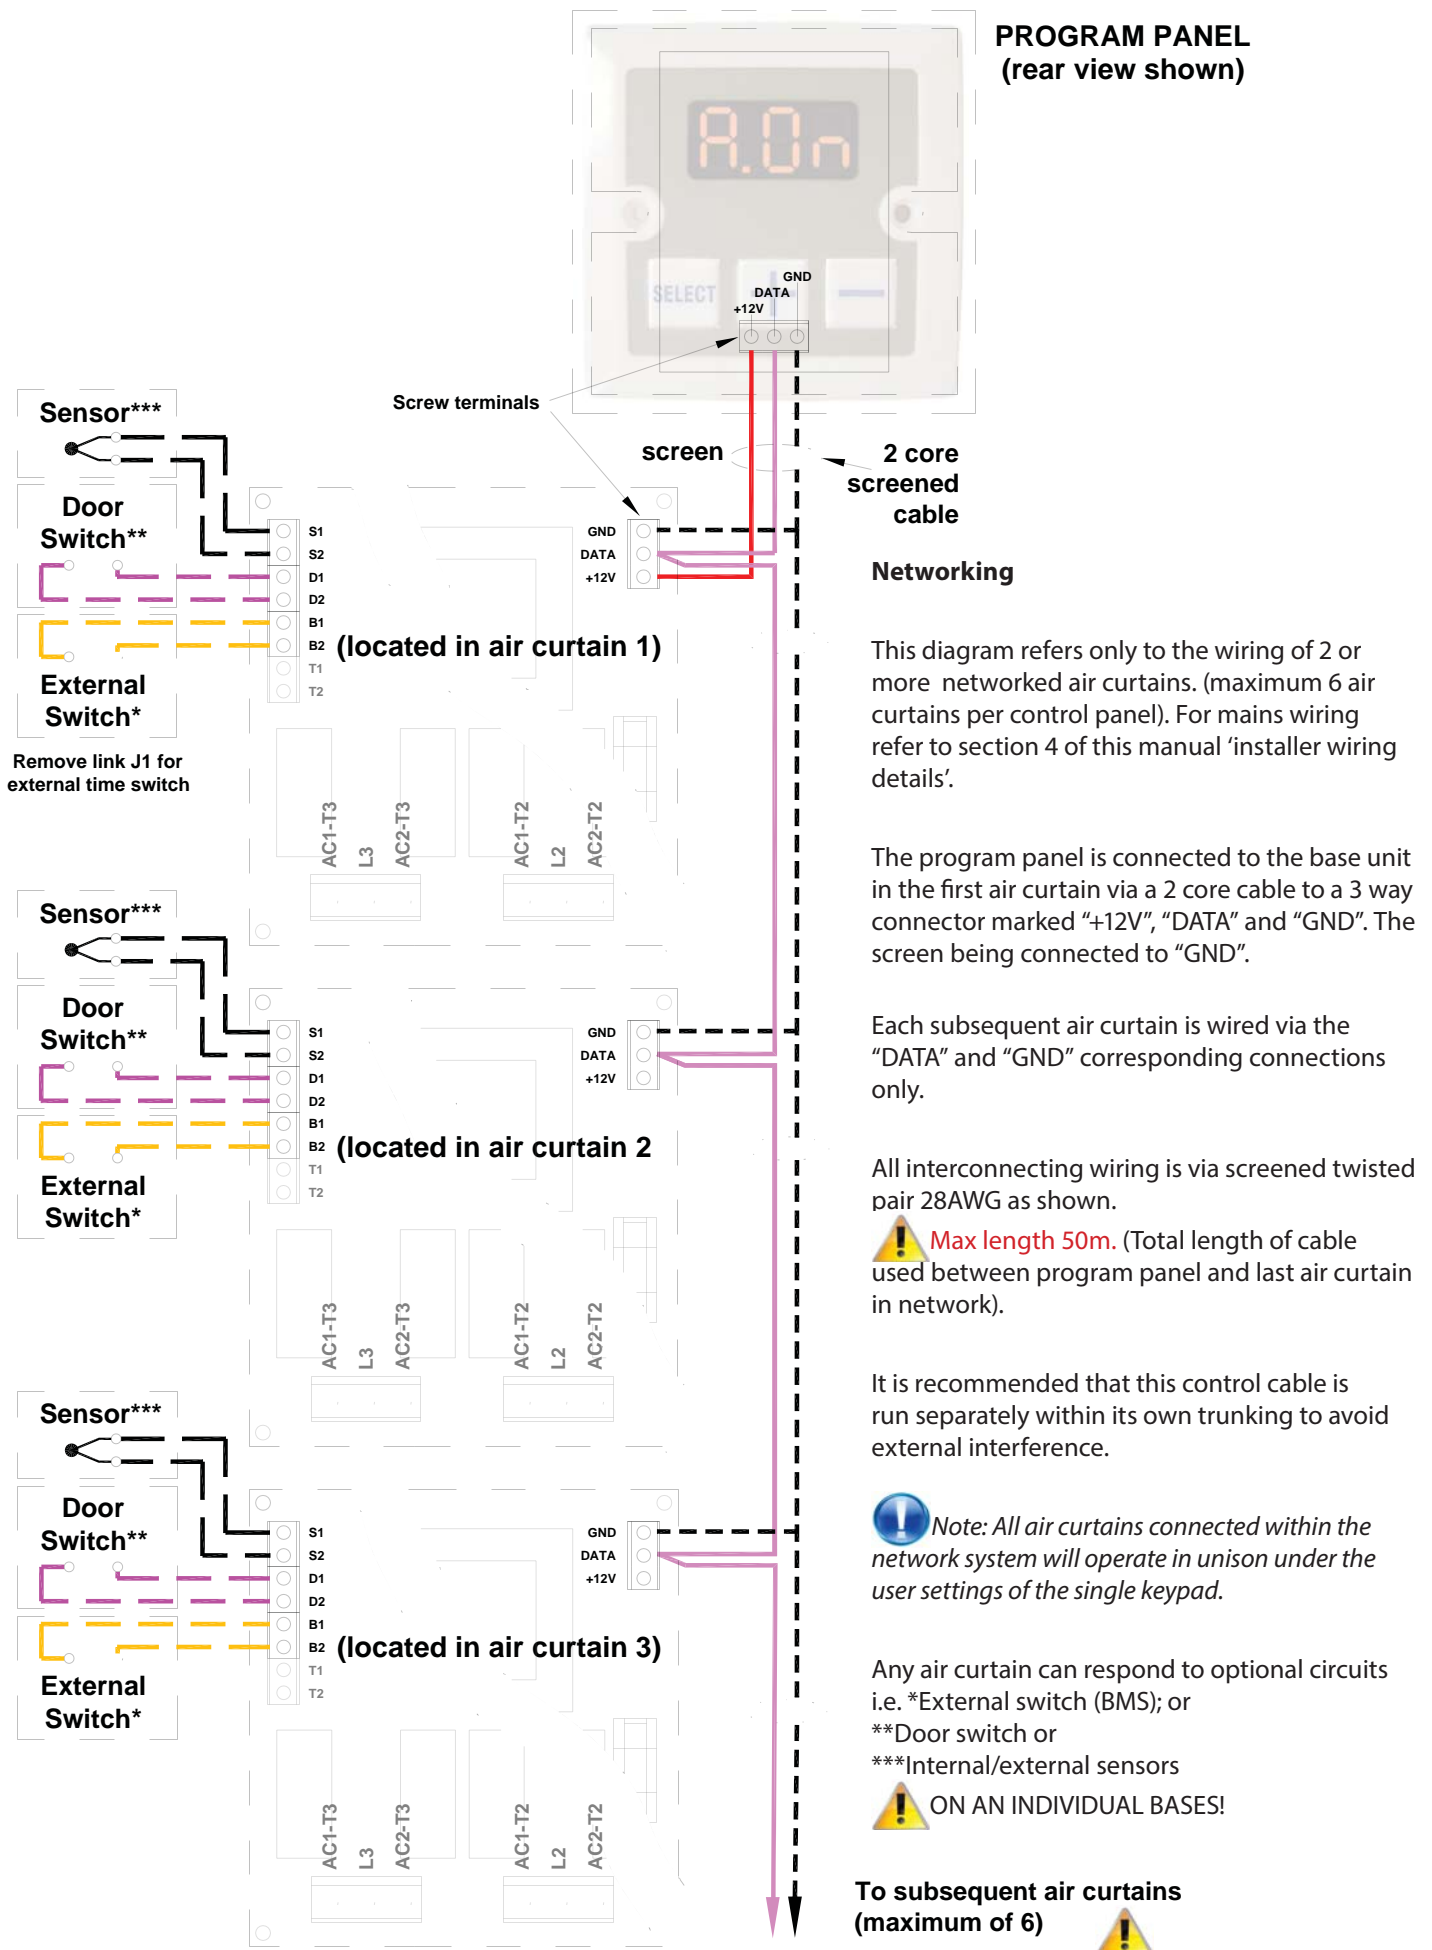 PROGRAM PANEL
(rear view shown)
A.On
SELECT
+
−
GND
DATA
+12V
Screw terminals
screen
2 core
screened
cable
Sensor***
Door
Switch**
External
Switch*
Remove link J1 for
external time switch
S1
S2
D1
D2
B1
B2
T1
T2
GND
DATA
+12V
(located in air curtain 1)
AC1-T3
L3
AC2-T3
AC1-T2
L2
AC2-T2
Sensor***
Door
Switch**
External
Switch*
S1
S2
D1
D2
B1
B2
T1
T2
GND
DATA
+12V
(located in air curtain 2
AC1-T3
L3
AC2-T3
AC1-T2
L2
AC2-T2
Sensor***
Door
Switch**
External
Switch*
S1
S2
D1
D2
B1
B2
T1
T2
GND
DATA
+12V
(located in air curtain 3)
AC1-T3
L3
AC2-T3
AC1-T2
L2
AC2-T2
Networking
This diagram refers only to the wiring of 2 or
more networked air curtains. (maximum 6 air
curtains per control panel). For mains wiring
refer to section 4 of this manual ‘installer wiring
details’.
The program panel is connected to the base unit
in the first air curtain via a 2 core cable to a 3 way
connector marked “+12V”, “DATA” and “GND”. The
screen being connected to “GND”.
Each subsequent air curtain is wired via the
“DATA” and “GND” corresponding connections
only.
All interconnecting wiring is via screened twisted
pair 28AWG as shown.
Max length 50m. (Total length of cable
used between program panel and last air curtain
in network).
It is recommended that this control cable is
run separately within its own trunking to avoid
external interference.
Note: All air curtains connected within the
network system will operate in unison under the
user settings of the single keypad.
Any air curtain can respond to optional circuits
i.e. *External switch (BMS); or
**Door switch or
***Internal/external sensors
ON AN INDIVIDUAL BASES!
To subsequent air curtains
(maximum of 6)